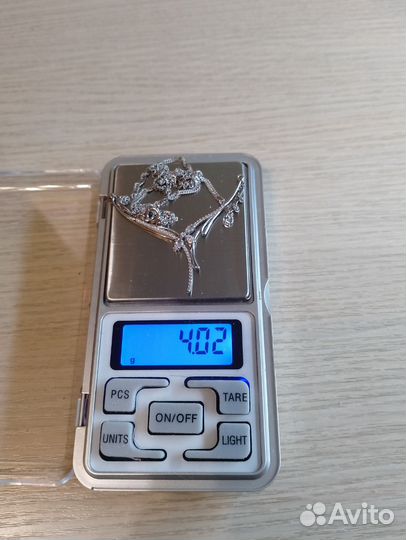 4.02
g
PCS
TARE
ON/OFF
UNITS
LIGHT
Avito